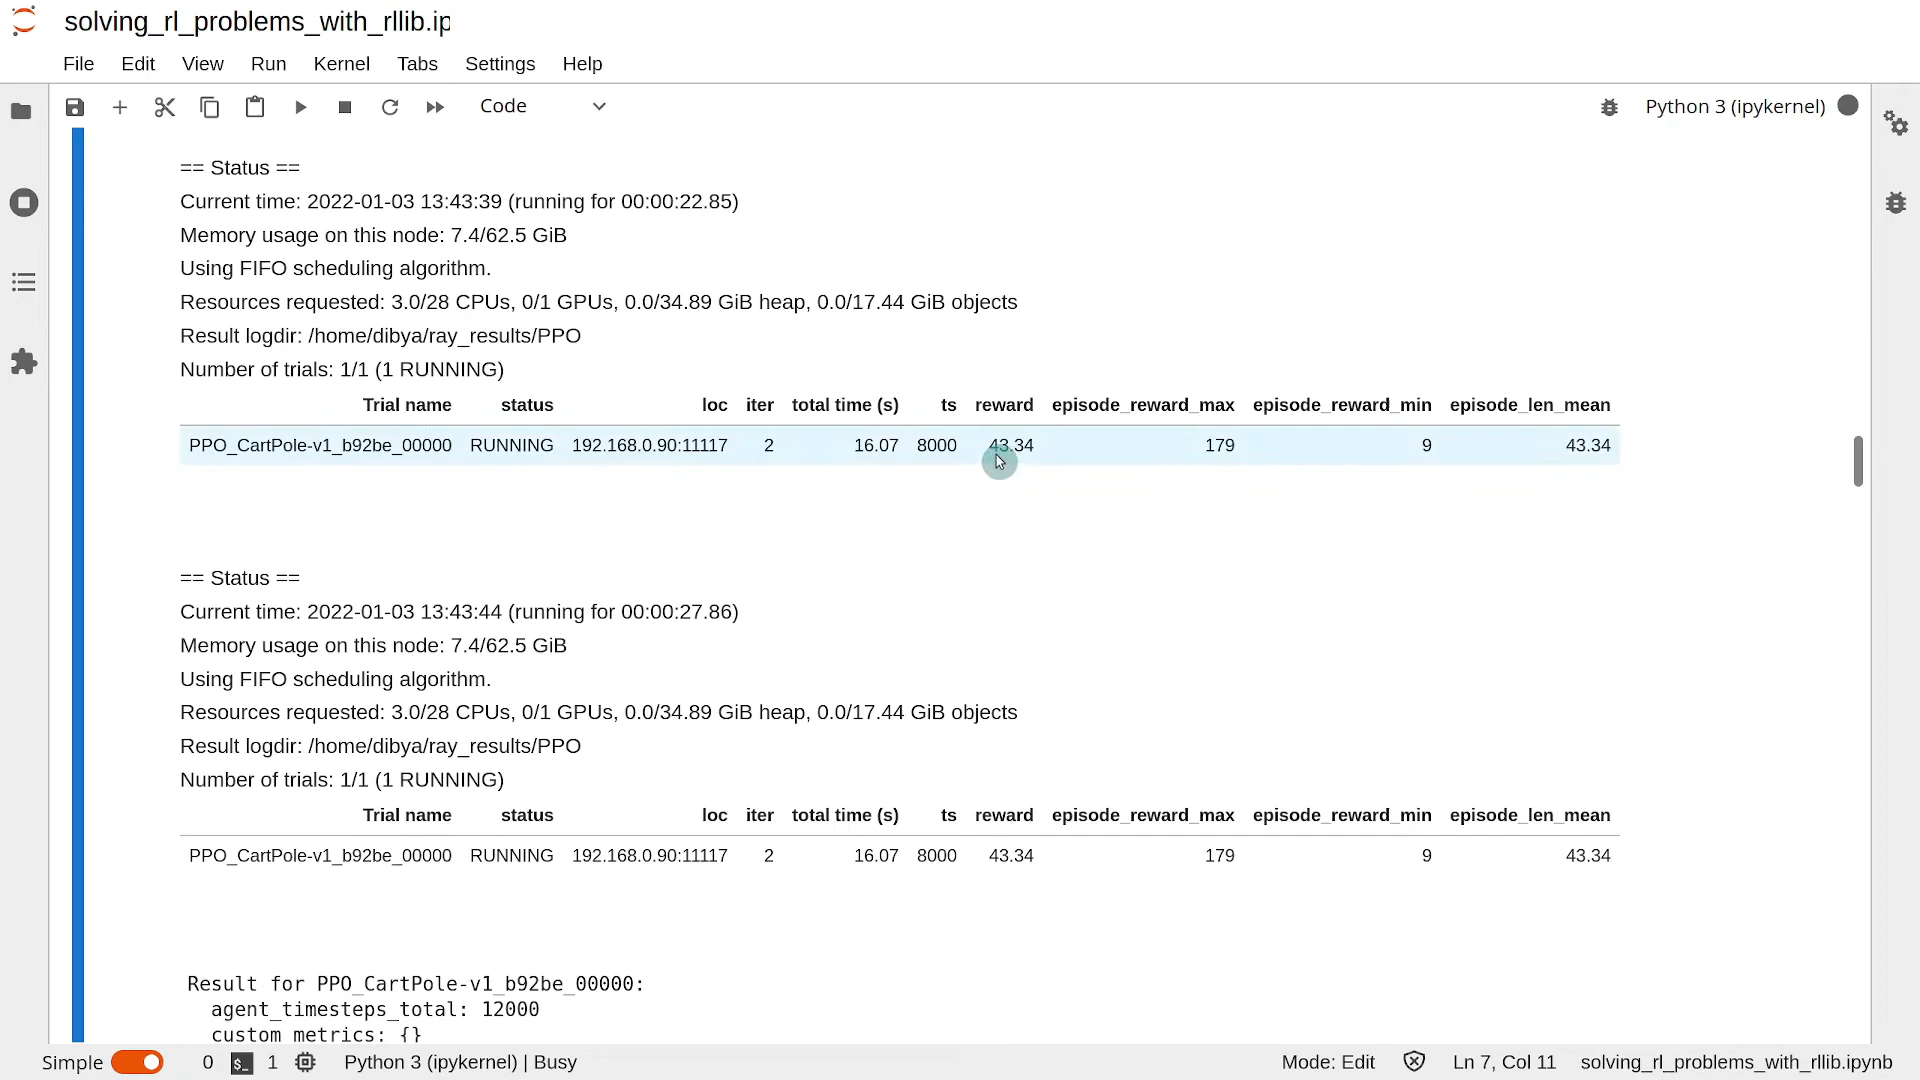 solving_rl_problems_with_rllib.ip
File Edit View Run Kernel Tabs Settings Help
Code Python 3 (ipykernel)
== Status ==
Current time: 2022-01-03 13:43:39 (running for 00:00:22.85)
Memory usage on this node: 7.4/62.5 GiB
Using FIFO scheduling algorithm.
Resources requested: 3.0/28 CPUs, 0/1 GPUs, 0.0/34.89 GiB heap, 0.0/17.44 GiB objects
Result logdir: /home/dibya/ray_results/PPO
Number of trials: 1/1 (1 RUNNING)
Trial name status loc iter total time (s) ts reward episode_reward_max episode_reward_min episode_len_mean
PPO_CartPole-v1_b92be_00000 RUNNING 192.168.0.90:11117 2 16.07 8000 43.34 179 9 43.34
== Status ==
Current time: 2022-01-03 13:43:44 (running for 00:00:27.86)
Memory usage on this node: 7.4/62.5 GiB
Using FIFO scheduling algorithm.
Resources requested: 3.0/28 CPUs, 0/1 GPUs, 0.0/34.89 GiB heap, 0.0/17.44 GiB objects
Result logdir: /home/dibya/ray_results/PPO
Number of trials: 1/1 (1 RUNNING)
Trial name status loc iter total time (s) ts reward episode_reward_max episode_reward_min episode_len_mean
PPO_CartPole-v1_b92be_00000 RUNNING 192.168.0.90:11117 2 16.07 8000 43.34 179 9 43.34
Result for PPO_CartPole-v1_b92be_00000:
agent_timesteps_total: 12000
custom_metrics: {}
Simple 0 $_ 1 Python 3 (ipykernel) | Busy Mode: Edit Ln 7, Col 11 solving_rl_problems_with_rllib.ipynb